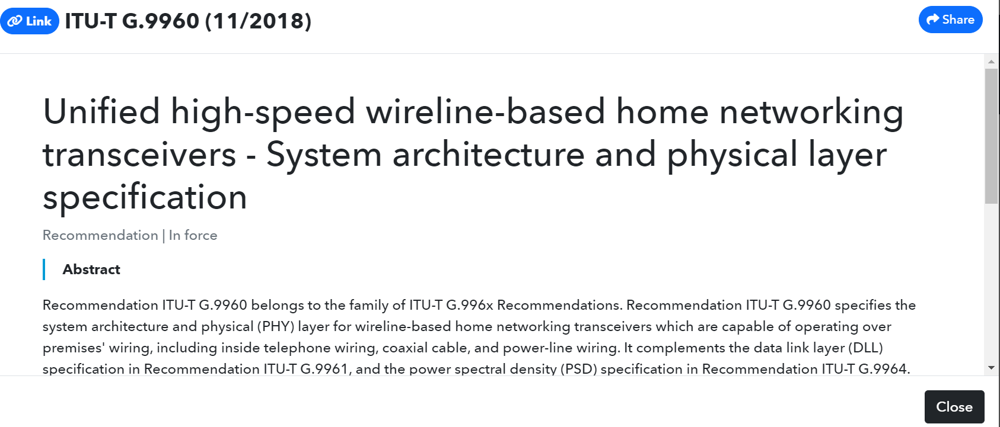 Link ITU-T G.9960 (11/2018) Share
Unified high-speed wireline-based home networking
transceivers - System architecture and physical layer
specification
Recommendation | In force
Abstract
Recommendation ITU-T G.9960 belongs to the family of ITU-T G.996x Recommendations. Recommendation ITU-T G.9960 specifies the
system architecture and physical (PHY) layer for wireline-based home networking transceivers which are capable of operating over
premises' wiring, including inside telephone wiring, coaxial cable, and power-line wiring. It complements the data link layer (DLL)
specification in Recommendation ITU-T G.9961, and the power spectral density (PSD) specification in Recommendation ITU-T G.9964.
Close